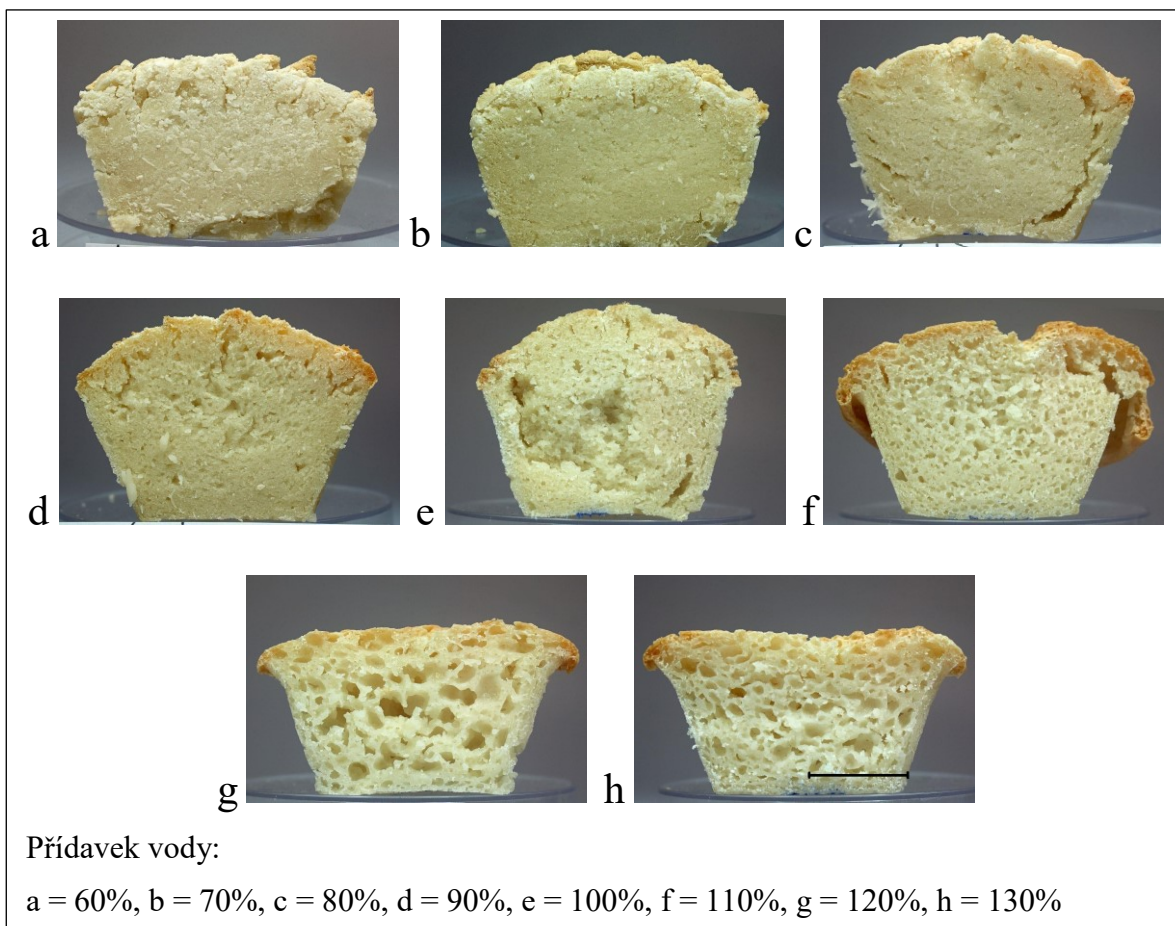 a
b
c
d
e
f
g
h
Přídavek vody:
a = 60%, b = 70%, c = 80%, d = 90%, e = 100%, f = 110%, g = 120%, h = 130%